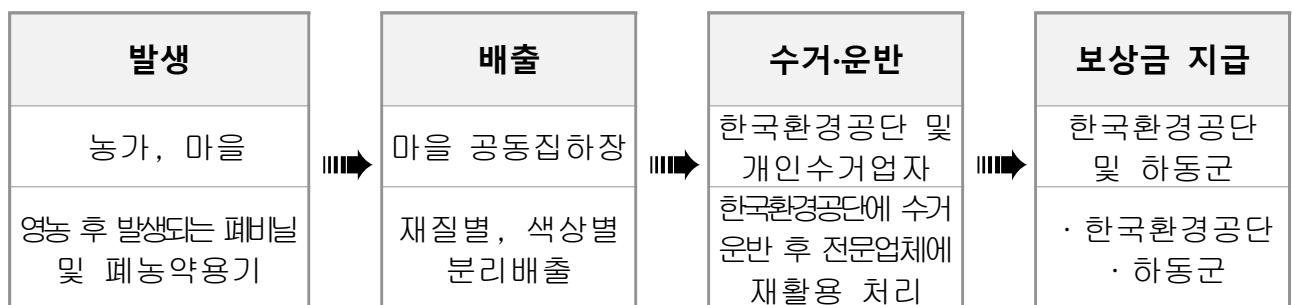 발생
농가, 마을
영농 후 발생되는 폐비닐
및 폐농약용기
배출
마을 공동집하장
재질별, 색상별
분리배출
수거·운반
한국환경공단 및
개인수거업자
한국환경공단에 수거
운반 후 전문업체에
재활용 처리
보상금 지급
한국환경공단
및 하동군
· 한국환경공단
· 하동군